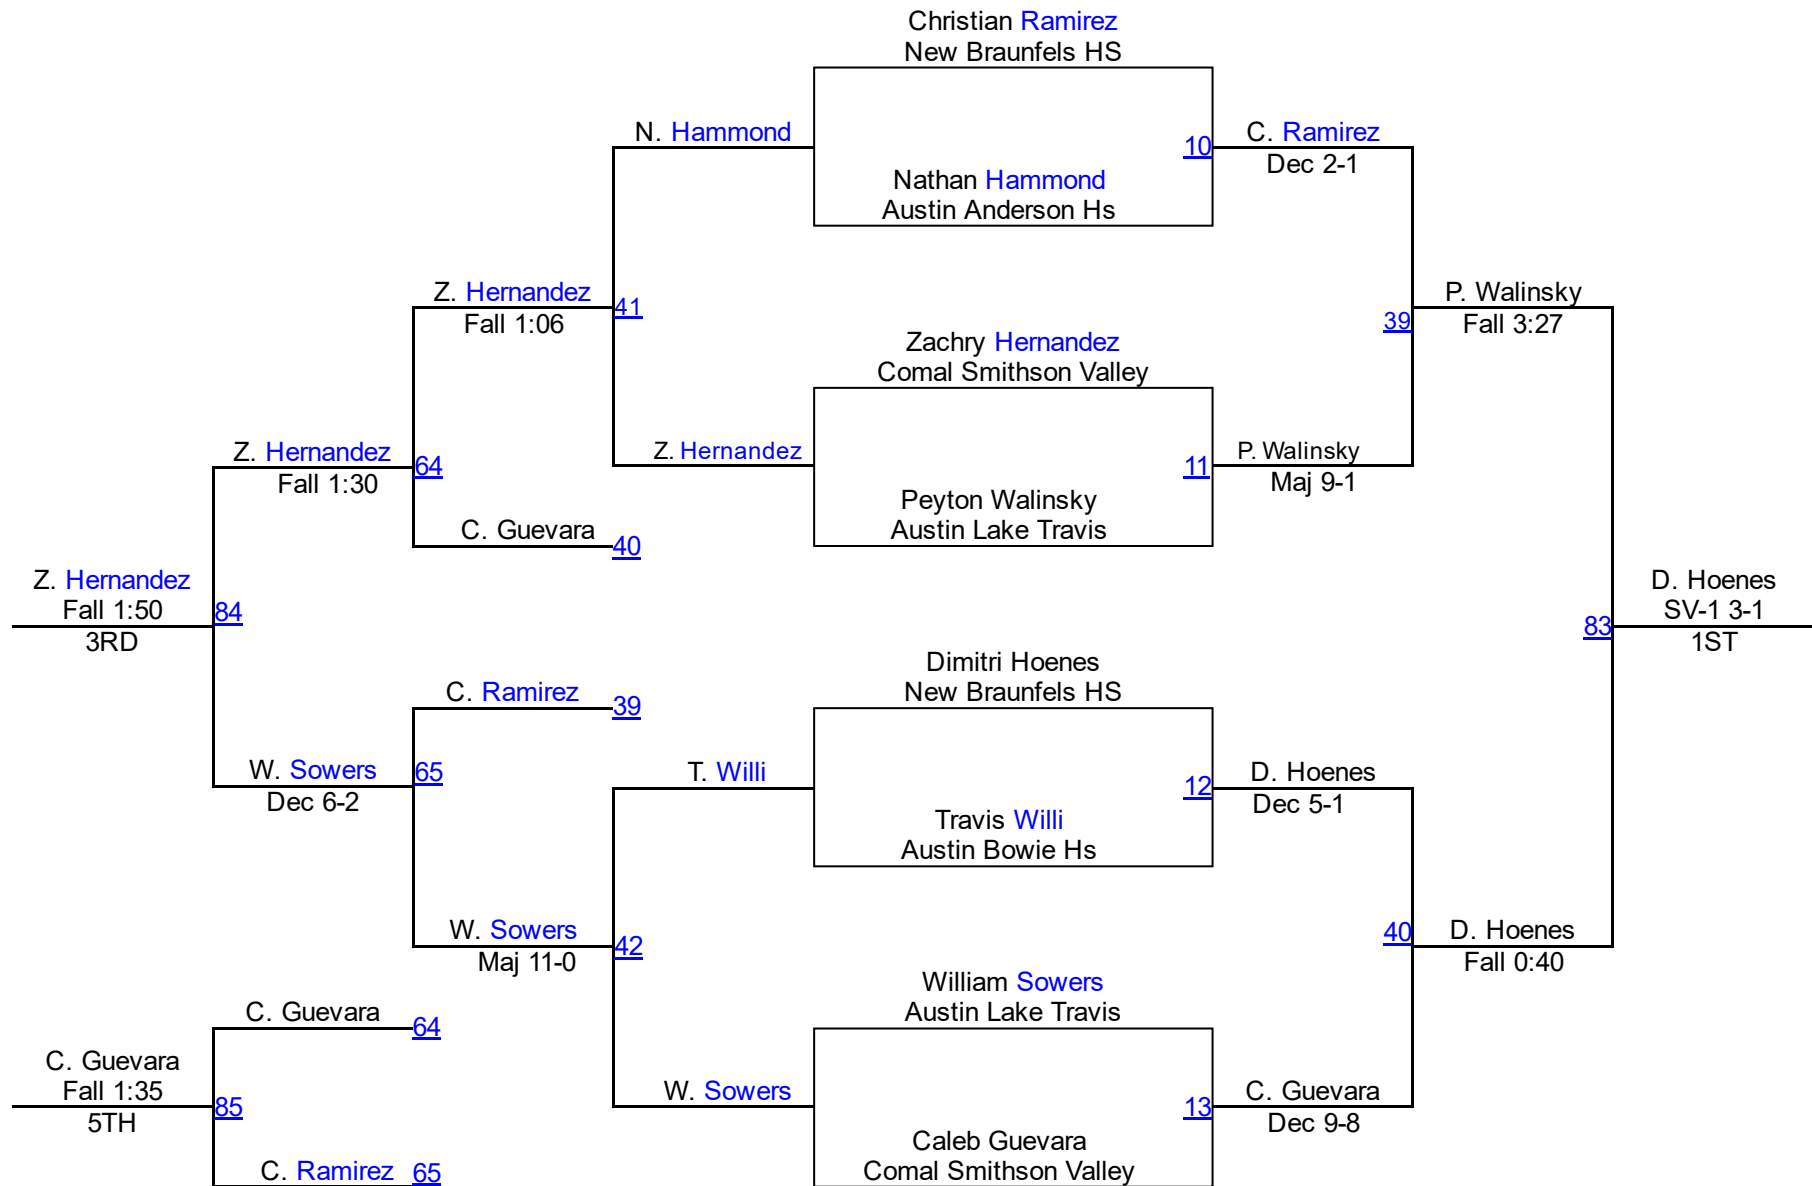 Christian Ramirez
New Braunfels HS
N. Hammond
10
C. Ramirez
Dec 2-1
Nathan Hammond
Austin Anderson Hs
Z. Hernandez
Fall 1:06
41
39
P. Walinsky
Fall 3:27
Zachry Hernandez
Comal Smithson Valley
Z. Hernandez
Fall 1:30
64
Z. Hernandez
11
P. Walinsky
Maj 9-1
Peyton Walinsky
Austin Lake Travis
C. Guevara
40
Z. Hernandez
Fall 1:50
3RD
84
83
D. Hoenes
SV-1 3-1
1ST
Dimitri Hoenes
New Braunfels HS
C. Ramirez
39
W. Sowers
Dec 6-2
65
T. Willi
12
D. Hoenes
Dec 5-1
Travis Willi
Austin Bowie Hs
W. Sowers
Maj 11-0
42
40
D. Hoenes
Fall 0:40
William Sowers
Austin Lake Travis
C. Guevara
64
C. Guevara
Fall 1:35
5TH
85
W. Sowers
13
C. Guevara
Dec 9-8
Caleb Guevara
Comal Smithson Valley
C. Ramirez
65